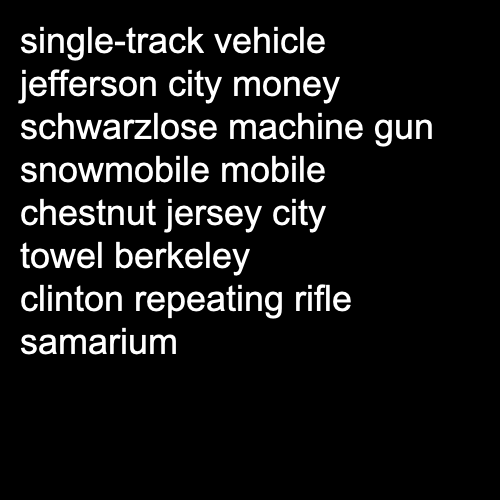 single-track vehicle
jefferson city money
schwarzlose machine gun
snowmobile mobile
chestnut jersey city
towel berkeley
clinton repeating rifle
samarium